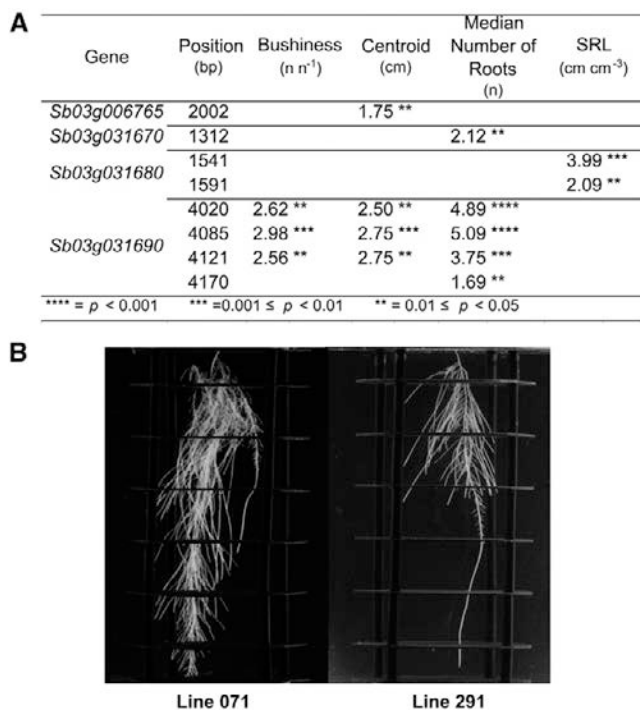 A
Gene Position (bp) Bushiness (n n⁻¹) Centroid (cm) Median Number of Roots (n) SRL (cm cm⁻³)
Sb03g006765 2002 1.75 **
Sb03g031670 1312 2.12 **
Sb03g031680 1541 3.99 ***
1591 2.09 **
Sb03g031690 4020 2.62 ** 2.50 ** 4.89 ****
4085 2.98 *** 2.75 *** 5.09 ****
4121 2.56 ** 2.75 ** 3.75 ***
4170 1.69 **
**** = p < 0.001 *** =0.001 ≤ p < 0.01 ** = 0.01 ≤ p < 0.05
B
Line 071 Line 291